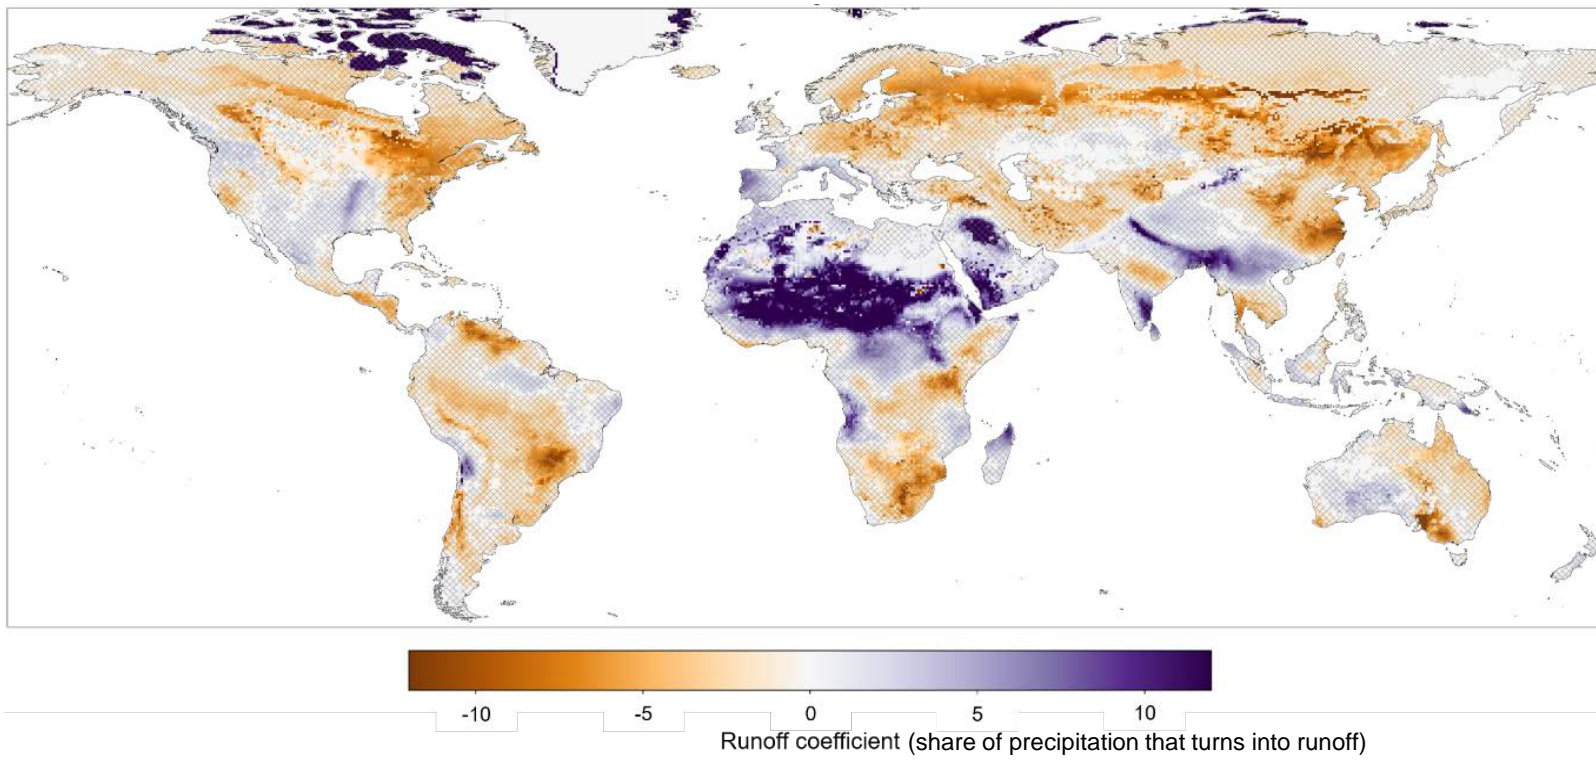 -10 -5 0 5 10
Runoff coefficient (share of precipitation that turns into runoff)